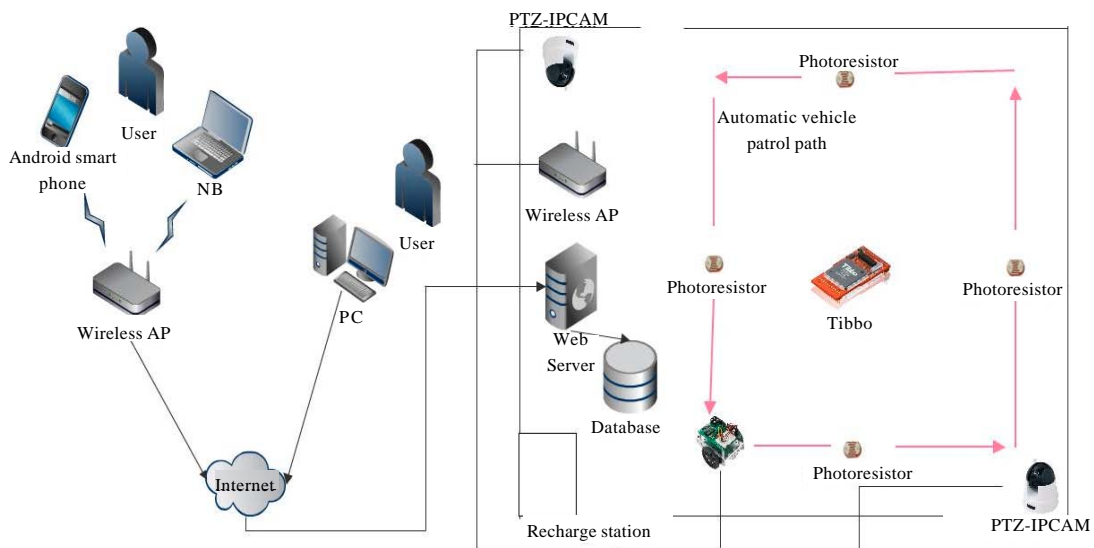 PTZ-IPCAM
Photoresistor
User
Automatic vehicle
patrol path
Android smart
phone
NB
Wireless AP
User
Photoresistor
Tibbo
Photoresistor
Wireless AP
PC
Web
Server
Database
Internet
Photoresistor
Recharge station
PTZ-IPCAM
Tibbo